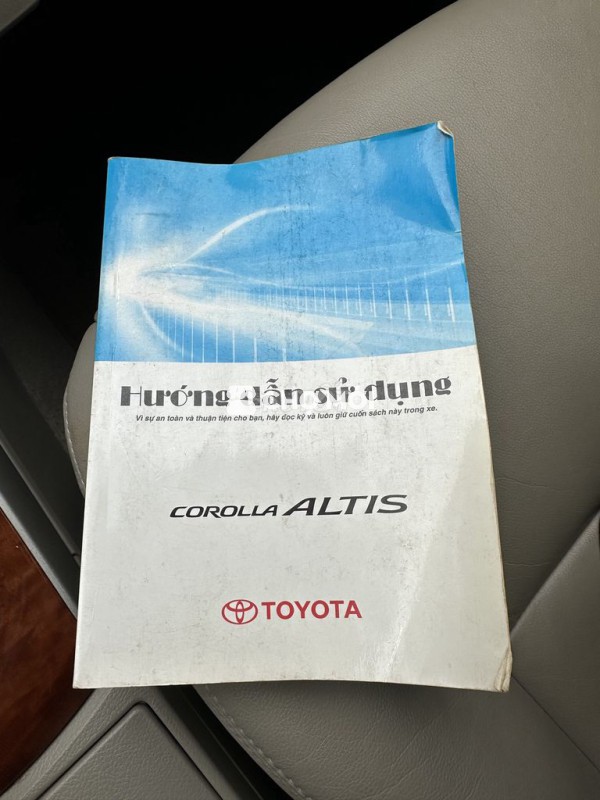 Hướng dẫn sử dụng
Vì sự an toàn và thuận tiện cho bạn, hãy đọc kỹ và luôn giữ cuốn sách này trong xe.
COROLLA ALTIS
TOYOTA